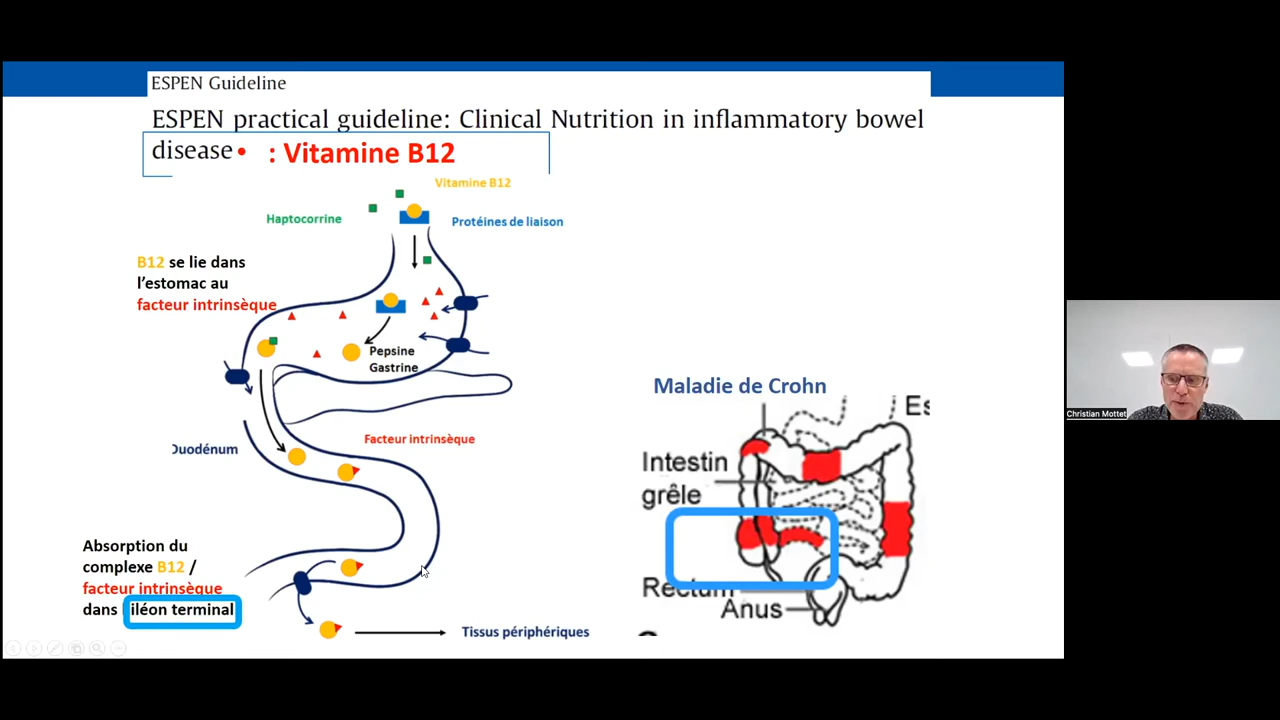 ESPEN Guideline
ESPEN practical guideline: Clinical Nutrition in inflammatory bowel
disease • : Vitamine B12
Vitamine B12
Haptocorrine
Protéines de liaison
B12 se lie dans
l'estomac au
facteur intrinsèque
Pepsine
Gastrine
Duodénum
Facteur intrinsèque
Absorption du
complexe B12 /
facteur intrinsèque
dans iléon terminal
Tissus périphériques
Maladie de Crohn
Es
Intestin
grêle
Rectum
Anus
Christian Mottet